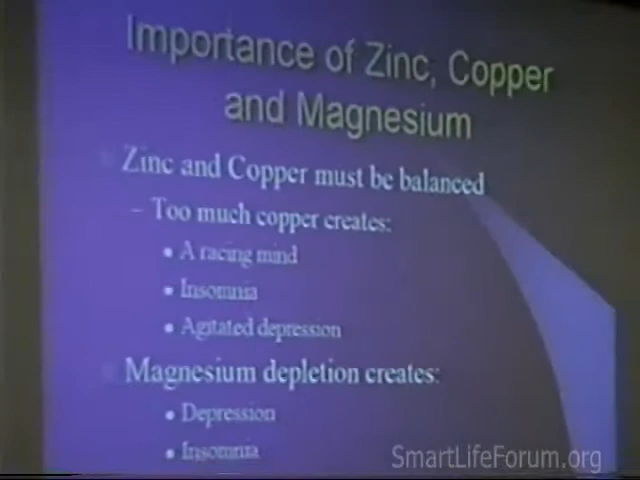 Importance of Zinc, Copper
and Magnesium
Zinc and Copper must be balanced
– Too much copper creates:
• A racing mind
• Insomnia
• Agitated depression
Magnesium depletion creates:
• Depression
• Insomnia
SmartLifeForum.org